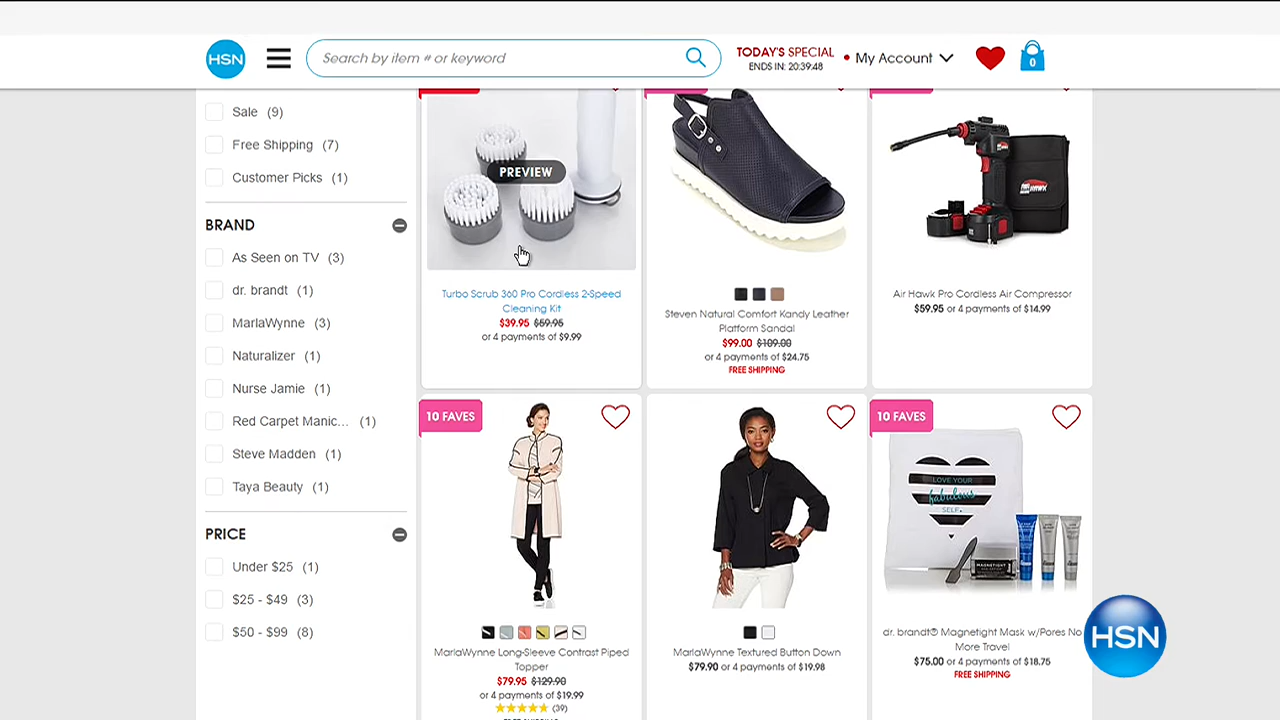 HSN
Search by item # or keyword
TODAY'S SPECIAL
ENDS IN: 20:39:48
My Account
0
Sale (9)
Free Shipping (7)
Customer Picks (1)
BRAND
As Seen on TV (3)
dr. brandt (1)
MarlaWynne (3)
Naturalizer (1)
Nurse Jamie (1)
Red Carpet Manic... (1)
Steve Madden (1)
Taya Beauty (1)
PRICE
Under $25 (1)
$25 - $49 (3)
$50 - $99 (8)
PREVIEW
Turbo Scrub 360 Pro Cordless 2-Speed
Cleaning Kit
$39.95 $59.95
or 4 payments of $9.99
Steven Natural Comfort Kandy Leather
Platform Sandal
$99.00 $109.00
or 4 payments of $24.75
FREE SHIPPING
Air Hawk Pro Cordless Air Compressor
$59.95 or 4 payments of $14.99
10 FAVES
MarlaWynne Long-Sleeve Contrast Piped
Topper
$79.95 $129.90
or 4 payments of $19.99
(39)
FREE SHIPPING
MarlaWynne Textured Button Down
$79.90 or 4 payments of $19.98
10 FAVES
LOVE YOUR
fabulous
SELF.
MAGNETIGHT
dr. brandt® Magnetight Mask w/Pores No
More Travel
$75.00 or 4 payments of $18.75
FREE SHIPPING
HSN